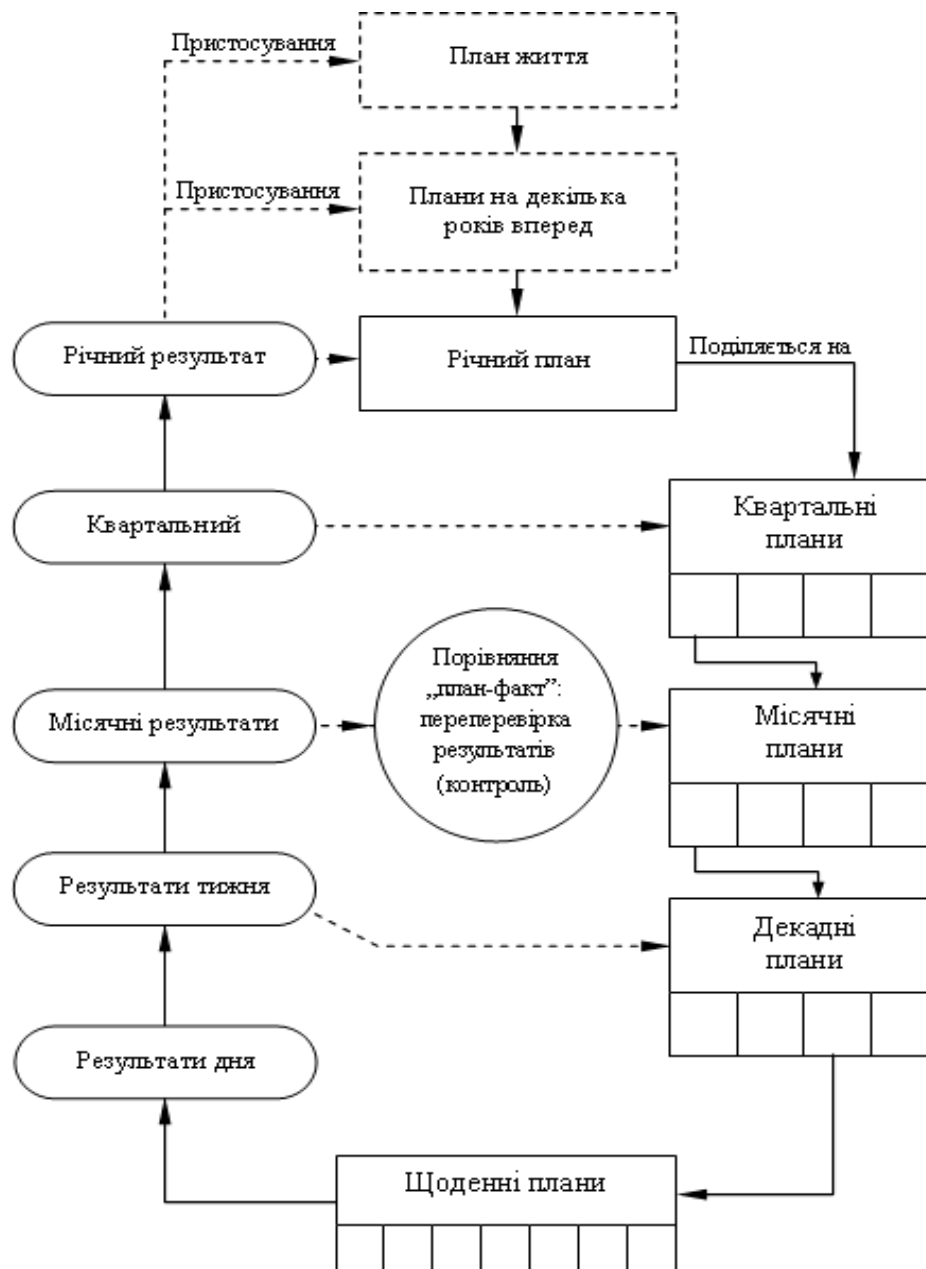 Пристосування
План життя
Пристосування
Плани на декілька
років вперед
Річний результат
Річний план
Поділяється на
Квартальний
Квартальні
плани
Порівняння
„план-факт”:
переперевірка
результатів
(контроль)
Місячні результати
Місячні
плани
Результати тижня
Декадні
плани
Результати дня
Щоденні плани